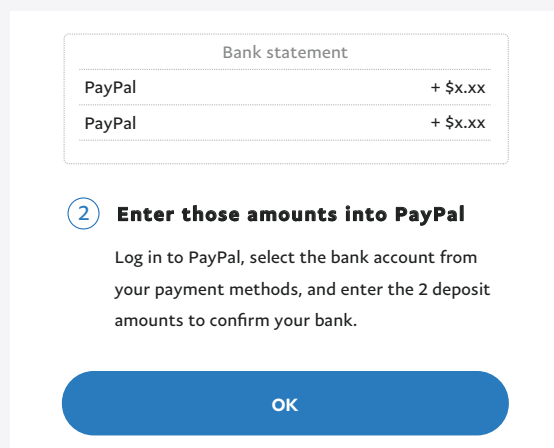 Bank statement
PayPal + $x.xx
PayPal + $x.xx
2 Enter those amounts into PayPal
Log in to PayPal, select the bank account from
your payment methods, and enter the 2 deposit
amounts to confirm your bank.
OK